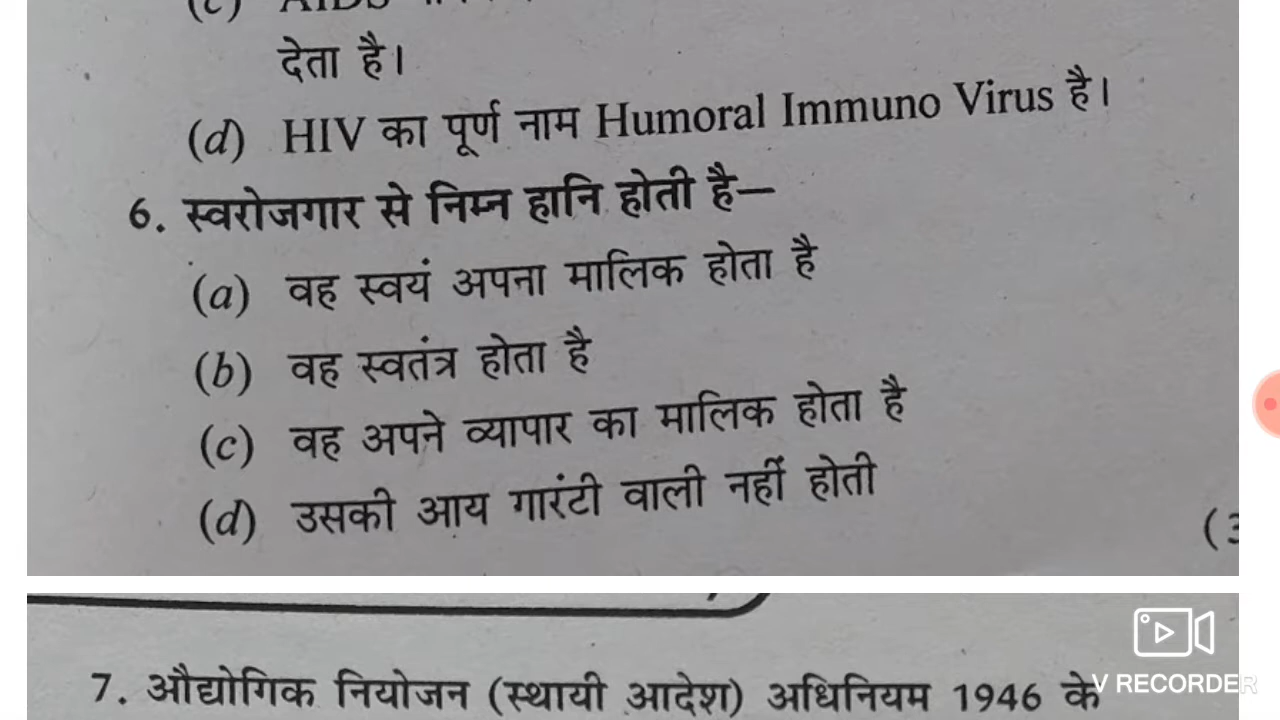 (c) AIDS
देता है।
(d) HIV का पूर्ण नाम Humoral Immuno Virus है।
6. स्वरोजगार से निम्न हानि होती है—
(a) वह स्वयं अपना मालिक होता है
(b) वह स्वतंत्र होता है
(c) वह अपने व्यापार का मालिक होता है
(d) उसकी आय गारंटी वाली नहीं होती
7. औद्योगिक नियोजन (स्थायी आदेश) अधिनियम 1946 के
V RECORDER